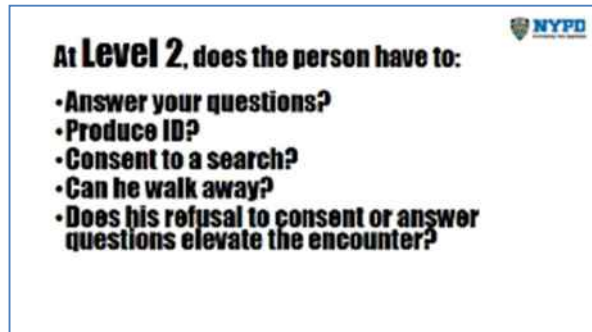 NYPD
At Level 2, does the person have to:
•Answer your questions?
•Produce ID?
•Consent to a search?
•Can he walk away?
•Does his refusal to consent or answer
questions elevate the encounter?